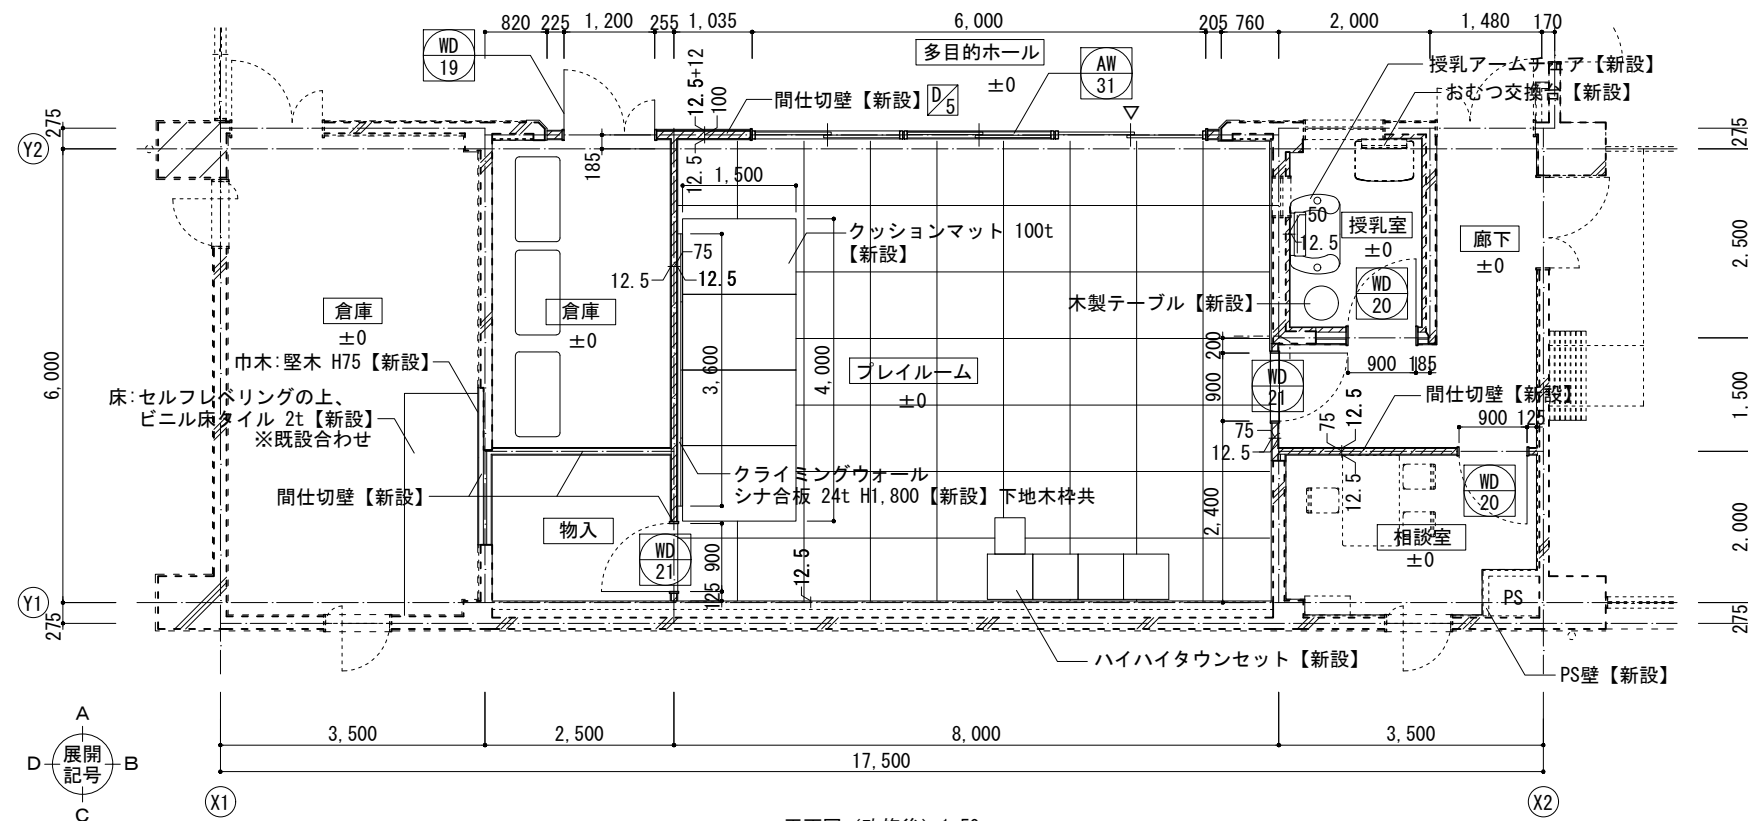 820 225 1,200 255 1,035 6,000 205 760 2,000 1,480 170
WD
19
12.5+12
100
間仕切壁【新設】
D
5
多目的ホール
±0
AW
31
授乳アームチェア【新設】
おむつ交換台【新設】
275
Y2
185
12.5
1,500
275
クッションマット 100t
【新設】
75
12.5
12.5
50
12.5
授乳室
±0
廊下
±0
2,500
倉庫
±0
倉庫
±0
木製テーブル【新設】
WD
20
巾木:堅木 H75【新設】
6,000
床:セルフレベリングの上、
ビニル床タイル 2t【新設】
※既設合わせ
3,600
4,000
プレイルーム
±0
200
900
WD
21
900 185
間仕切壁【新設】
900 125
1,500
75
12.5
75
12.5
クライミングウォール
シナ合板 24t H1,800【新設】下地木枠共
間仕切壁【新設】
物入
WD
21
125 900
12.5
2,400
12.5
WD
20
相談室
±0
2,000
Y1
275
PS
275
ハイハイタウンセット【新設】
PS壁【新設】
A
展開
記号
D
B
C
3,500 2,500 8,000 3,500
17,500
X1
X2